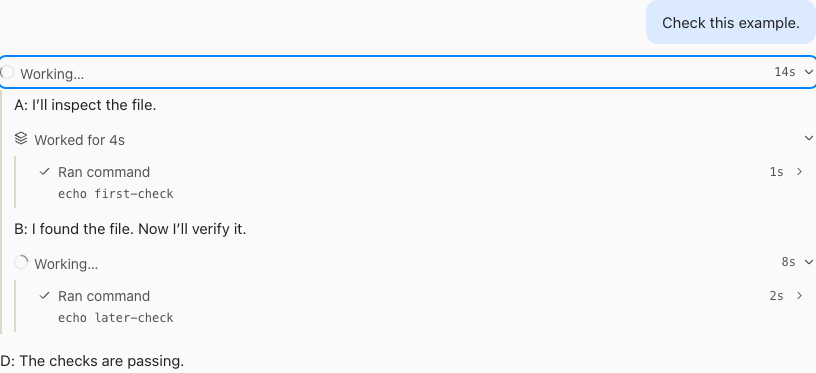 Check this example.
Working... 14s
A: I’ll inspect the file.
Worked for 4s
Ran command 1s
echo first-check
B: I found the file. Now I’ll verify it.
Working... 8s
Ran command 2s
echo later-check
D: The checks are passing.